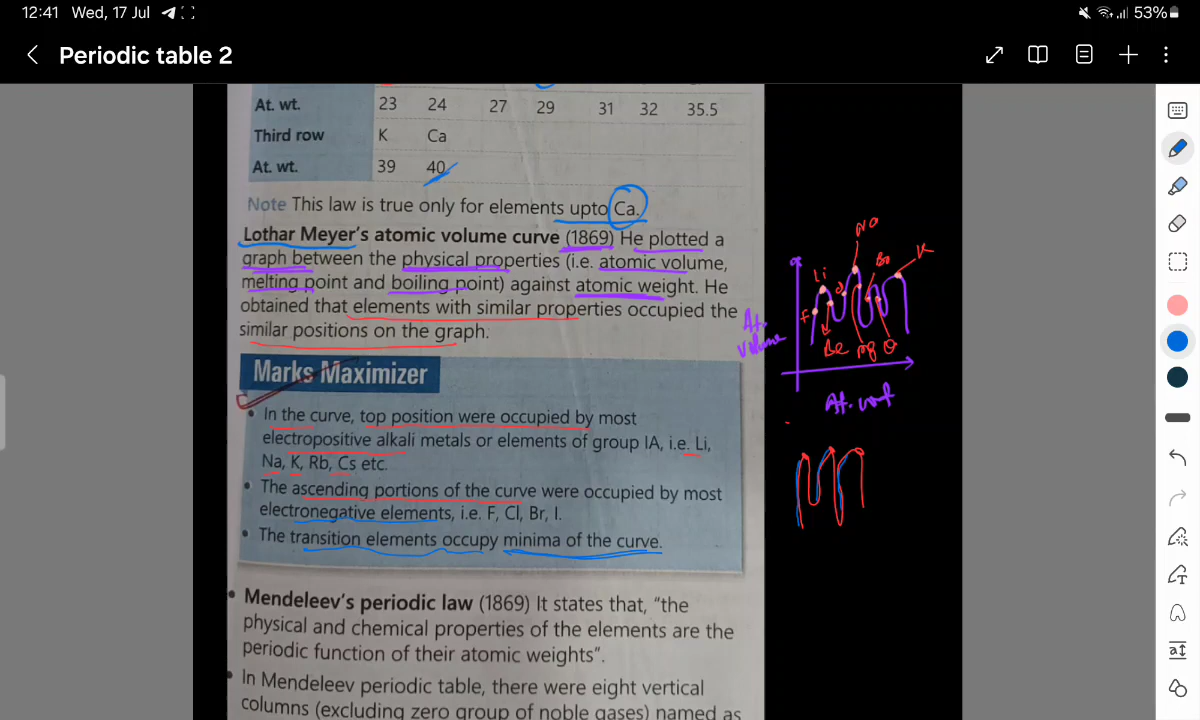 12:41 Wed, 17 Jul
53%
Periodic table 2
At. wt. 23 24 27 29 31 32 35.5
Third row K Ca
At. wt. 39 40
Note This law is true only for elements upto Ca.
Lothar Meyer's atomic volume curve (1869) He plotted a
graph between the physical properties (i.e. atomic volume,
melting point and boiling point) against atomic weight. He
obtained that elements with similar properties occupied the
similar positions on the graph.
Marks Maximizer
• In the curve, top position were occupied by most
electropositive alkali metals or elements of group IA, i.e. Li,
Na, K, Rb, Cs etc.
• The ascending portions of the curve were occupied by most
electronegative elements, i.e. F, Cl, Br, I.
• The transition elements occupy minima of the curve.
• Mendeleev's periodic law (1869) It states that, "the
physical and chemical properties of the elements are the
periodic function of their atomic weights".
• In Mendeleev periodic table, there were eight vertical
columns (excluding zero group of noble gases) named as
Na
Li
K
F
Be Mg
At.
volume